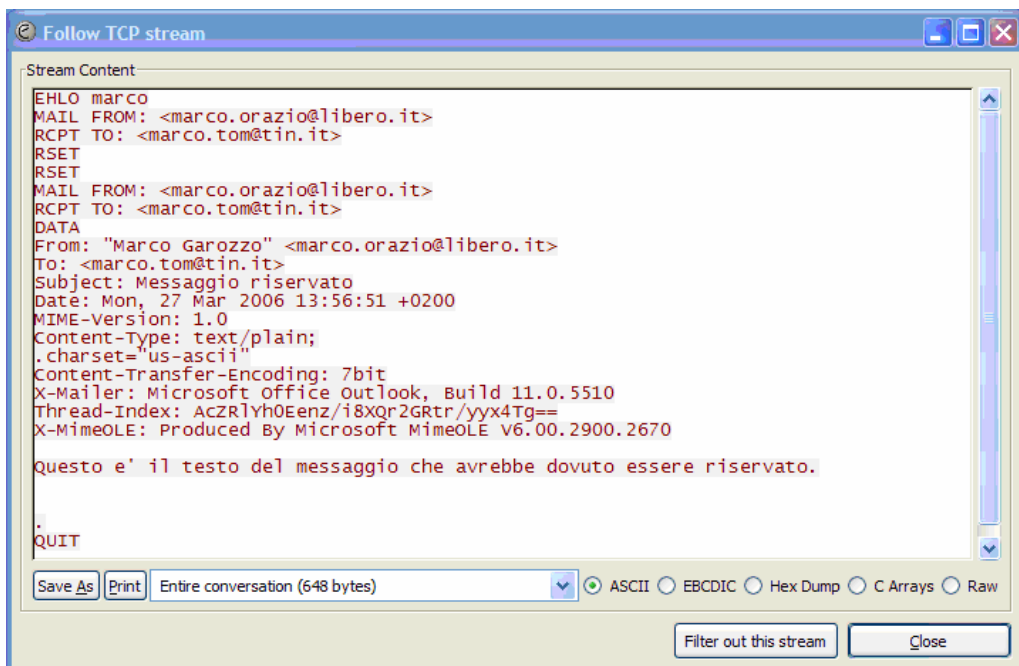 Follow TCP stream
Stream Content
EHLO marco
MAIL FROM: <marco.orazio@libero.it>
RCPT TO: <marco.tom@tin.it>
RSET
RSET
MAIL FROM: <marco.orazio@libero.it>
RCPT TO: <marco.tom@tin.it>
DATA
From: "Marco Garozzo" <marco.orazio@libero.it>
To: <marco.tom@tin.it>
Subject: Messaggio riservato
Date: Mon, 27 Mar 2006 13:56:51 +0200
MIME-Version: 1.0
Content-Type: text/plain;
.charset="us-ascii"
Content-Transfer-Encoding: 7bit
X-Mailer: Microsoft Office Outlook, Build 11.0.5510
Thread-Index: AcZRlYhOEenz/i8XQr2GRtr/yyx4Tg==
X-MimeOLE: Produced By Microsoft MimeOLE V6.00.2900.2670
Questo e' il testo del messaggio che avrebbe dovuto essere riservato.
.
QUIT
Save As Print Entire conversation (648 bytes) ASCII EBCDIC Hex Dump C Arrays Raw
Filter out this stream Close